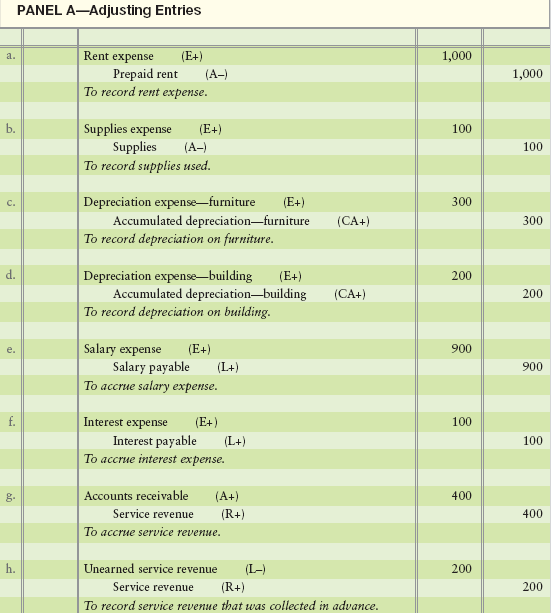 PANEL A—Adjusting Entries
a. Rent expense (E+) 1,000
Prepaid rent (A–) 1,000
To record rent expense.
b. Supplies expense (E+) 100
Supplies (A–) 100
To record supplies used.
c. Depreciation expense—furniture (E+) 300
Accumulated depreciation—furniture (CA+) 300
To record depreciation on furniture.
d. Depreciation expense—building (E+) 200
Accumulated depreciation—building (CA+) 200
To record depreciation on building.
e. Salary expense (E+) 900
Salary payable (L+) 900
To accrue salary expense.
f. Interest expense (E+) 100
Interest payable (L+) 100
To accrue interest expense.
g. Accounts receivable (A+) 400
Service revenue (R+) 400
To accrue service revenue.
h. Unearned service revenue (L–) 200
Service revenue (R+) 200
To record service revenue that was collected in advance.